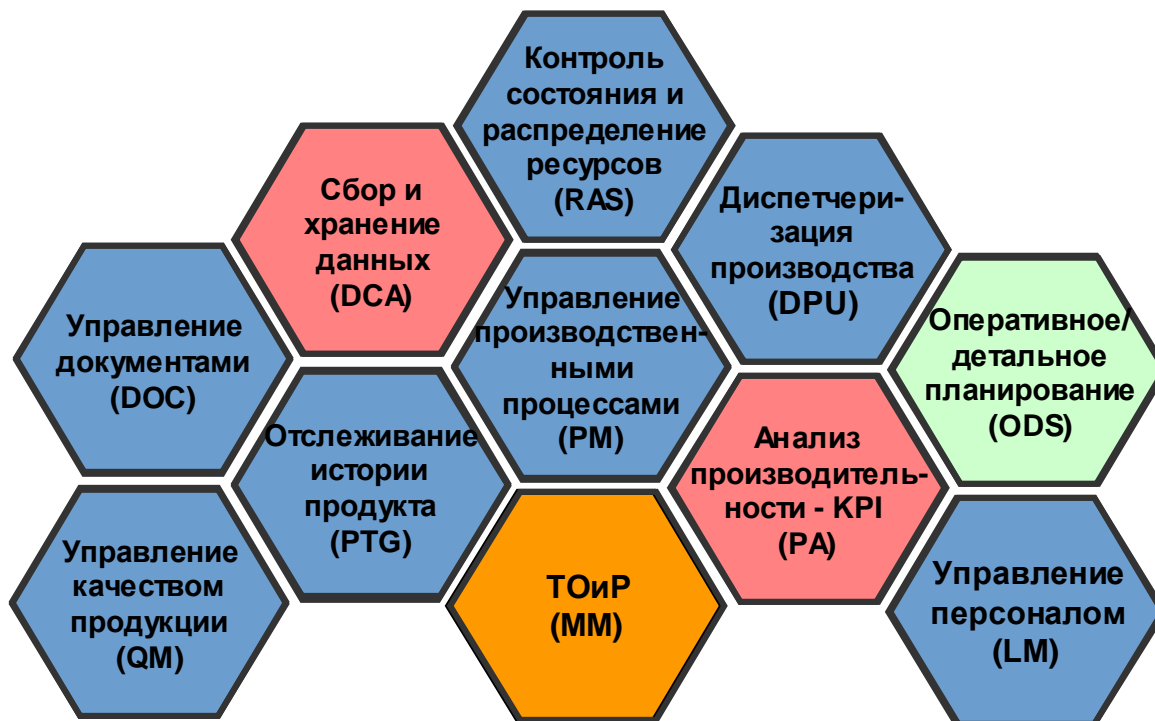 Контроль
состояния и
распределение
ресурсов
(RAS)
Сбор и
хранение
данных
(DCA)
Диспетчери-
зация
производства
(DPU)
Управление
документами
(DOC)
Управление
производствен-
ными
процессами
(PM)
Оперативное/
детальное
планирование
(ODS)
Отслеживание
истории
продукта
(PTG)
Анализ
производитель-
ности - KPI
(PA)
Управление
качеством
продукции
(QM)
ТОиР
(MM)
Управление
персоналом
(LM)